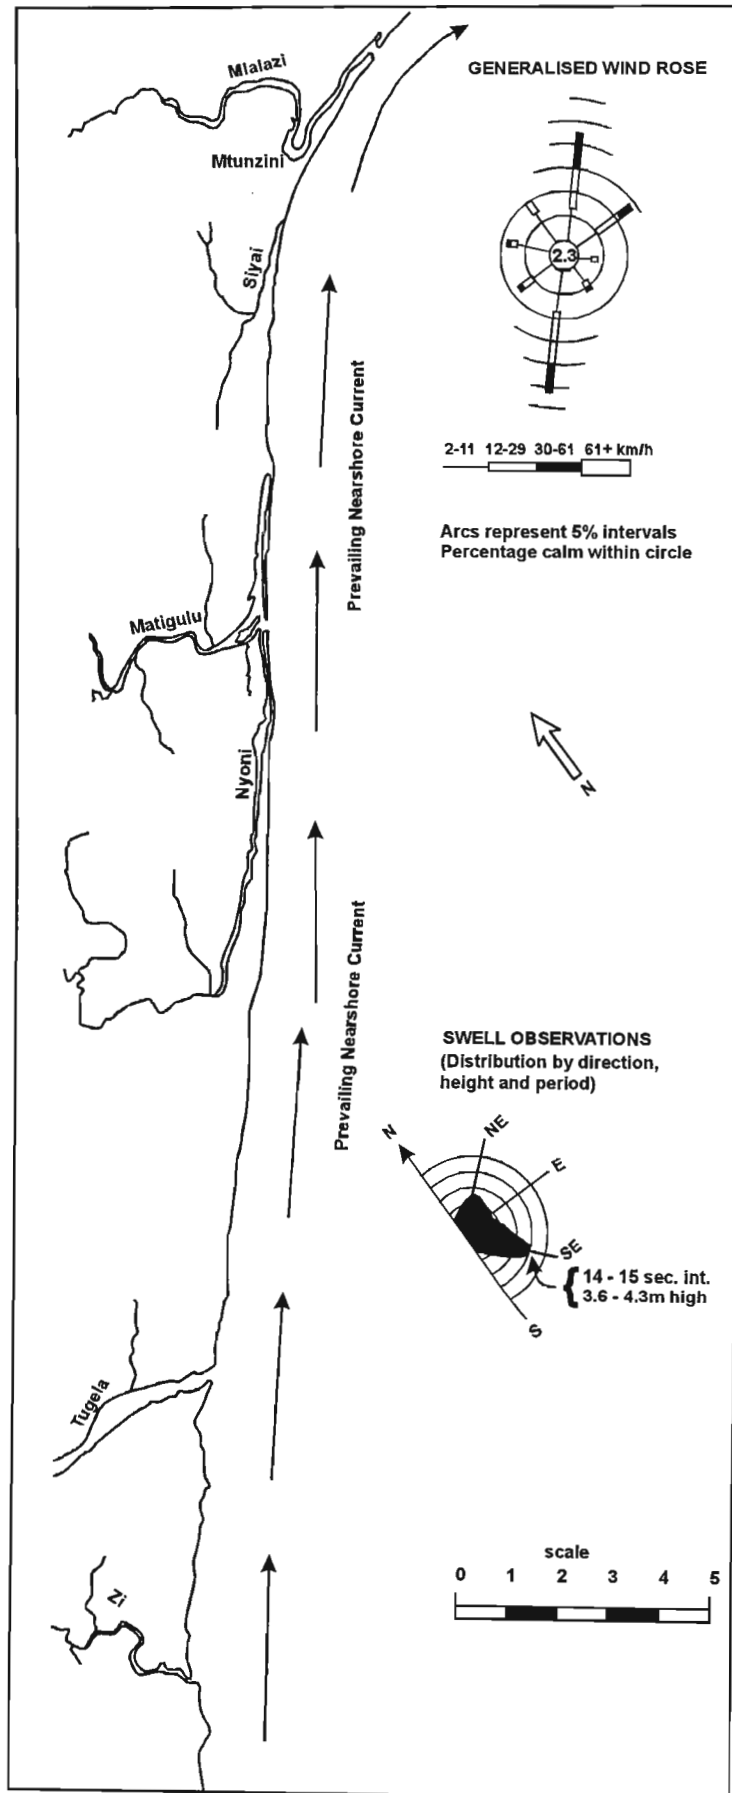 Mlalazi
Mtunzini
GENERALISED WIND ROSE
2.3
Siyai
2-11 12-29 30-61 61+ km/h
Arcs represent 5% intervals
Percentage calm within circle
Prevailing Nearshore Current
Matigulu
Nyoni
N
Prevailing Nearshore Current
SWELL OBSERVATIONS
(Distribution by direction,
height and period)
N
NE
E
SE
S
14 - 15 sec. int.
3.6 - 4.3m high
Tugela
Zi
scale
0 1 2 3 4 5